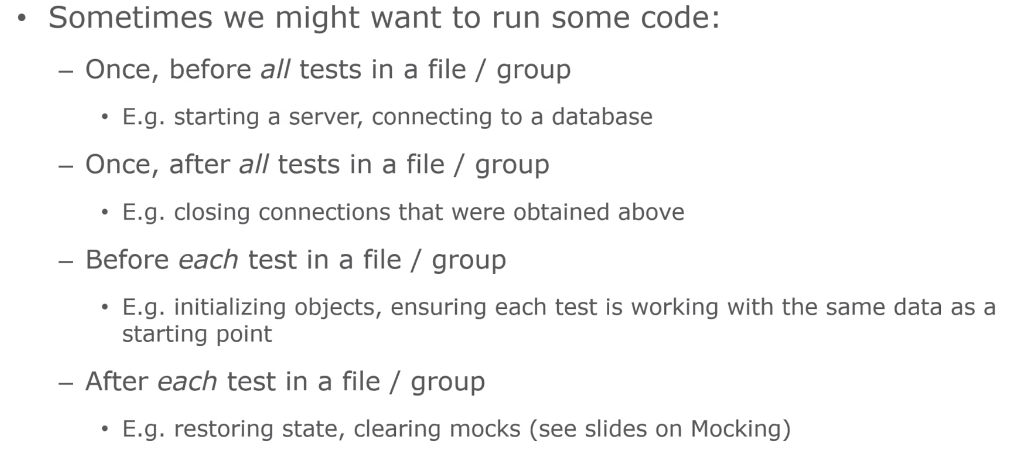 • Sometimes we might want to run some code:
– Once, before all tests in a file / group
• E.g. starting a server, connecting to a database
– Once, after all tests in a file / group
• E.g. closing connections that were obtained above
– Before each test in a file / group
• E.g. initializing objects, ensuring each test is working with the same data as a
starting point
– After each test in a file / group
• E.g. restoring state, clearing mocks (see slides on Mocking)